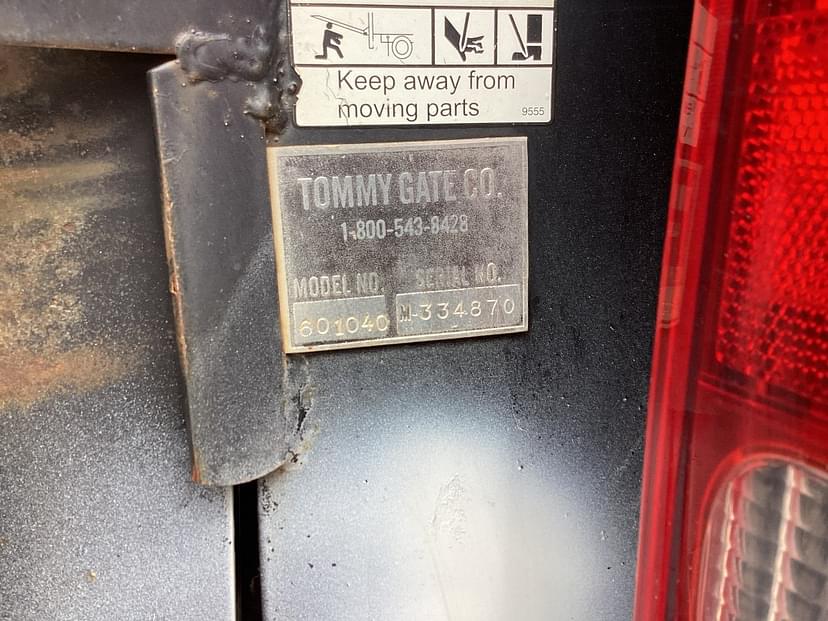 Keep away from
moving parts
9555
TOMMY GATE CO.
1-800-543-8428
MODEL NO. SERIAL NO.
601040 M-334870